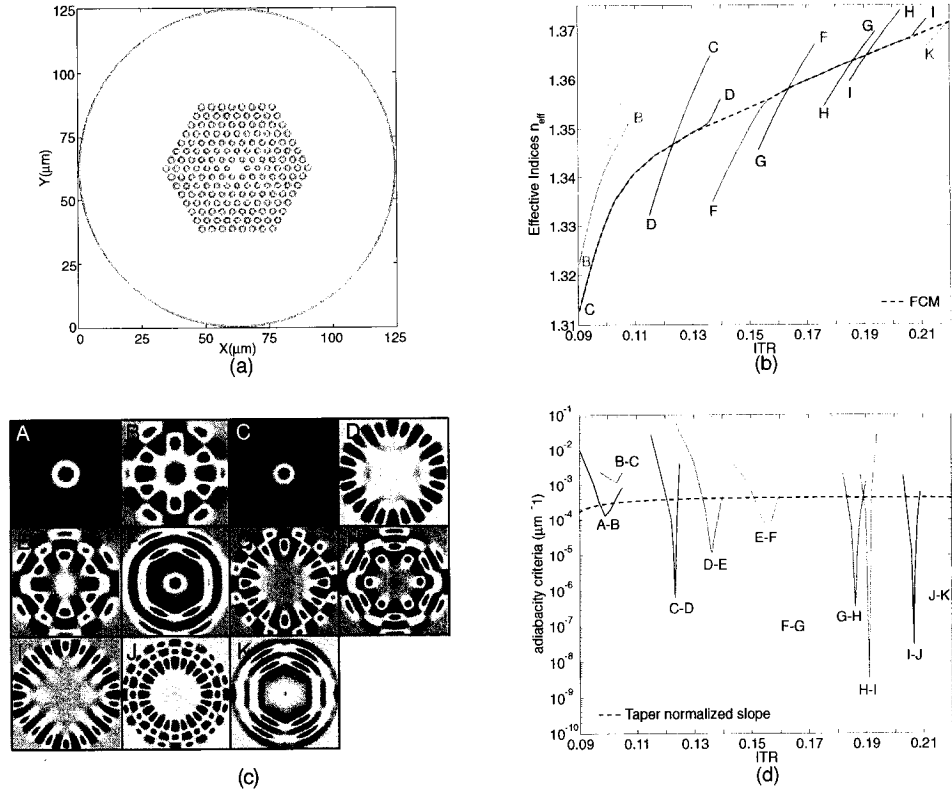 125
100
75
50
25
0
Y(μm)
0 25 50 75 100 125
X(μm)
(a)
1.37
1.36
1.35
1.34
1.33
1.32
1.31
Effective Indices n_eff
B
B
C
C
D
D
F
F
G
G
H
H
I
I
K
FCM
0.09 0.11 0.13 0.15 0.17 0.19 0.21
ITR
(b)
A
B
C
D
E
G
I
J
K
(c)
10^-1
10^-2
10^-3
10^-4
10^-5
10^-6
10^-7
10^-8
10^-9
10^-10
adiabacity criteria (μm^-1)
B-C
A-B
C-D
D-E
E-F
F-G
G-H
H-I
I-J
J-K
Taper normalized slope
0.09 0.11 0.13 0.15 0.17 0.19 0.21
ITR
(d)